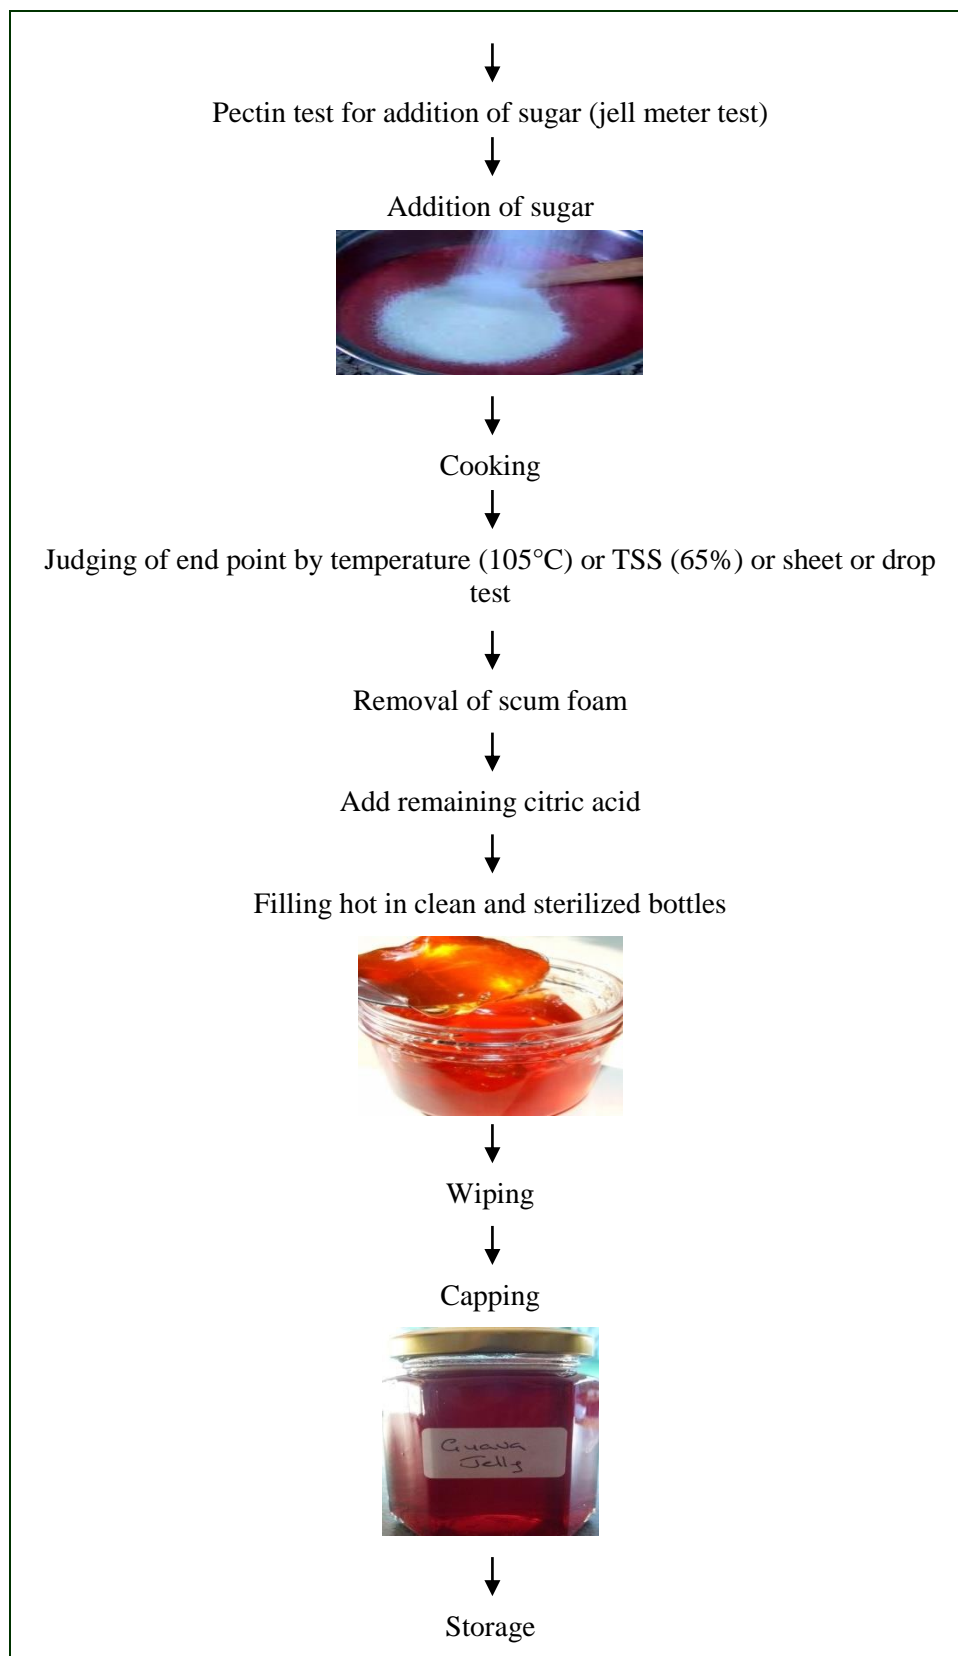 Pectin test for addition of sugar (jell meter test)
Addition of sugar
Cooking
Judging of end point by temperature (105°C) or TSS (65%) or sheet or drop
test
Removal of scum foam
Add remaining citric acid
Filling hot in clean and sterilized bottles
Wiping
Capping
Guava
Jelly
Storage